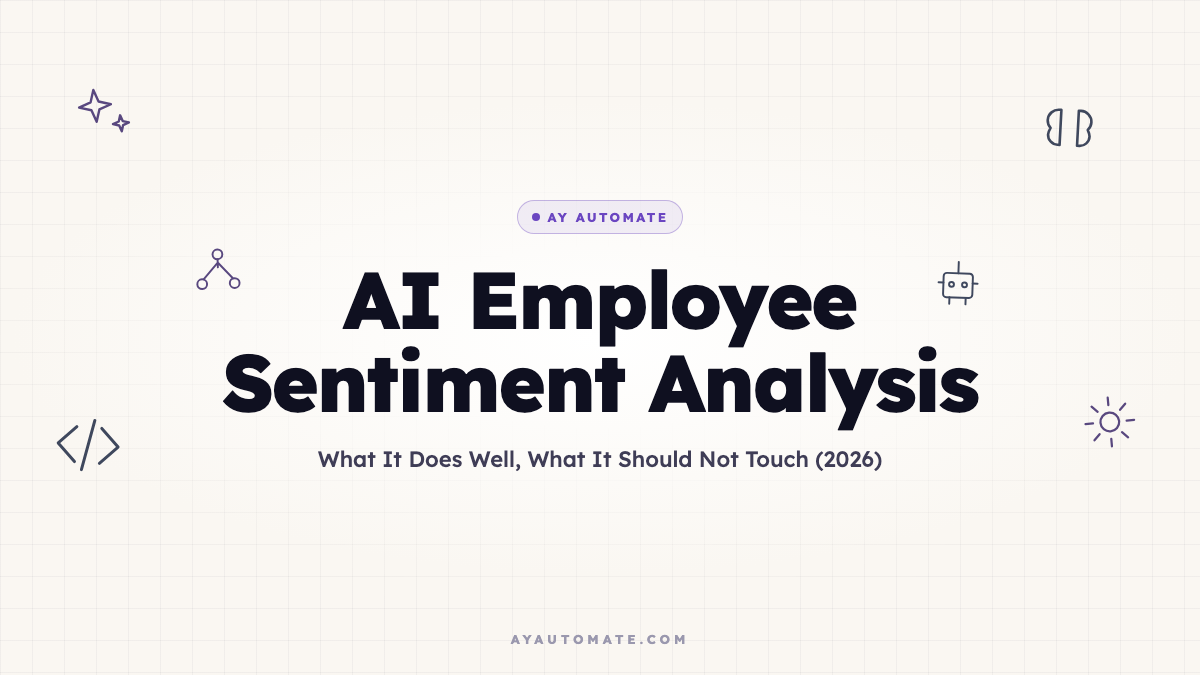 AY AUTOMATE
AI Employee
Sentiment Analysis
What It Does Well, What It Should Not Touch (2026)
AYAUTOMATE.COM